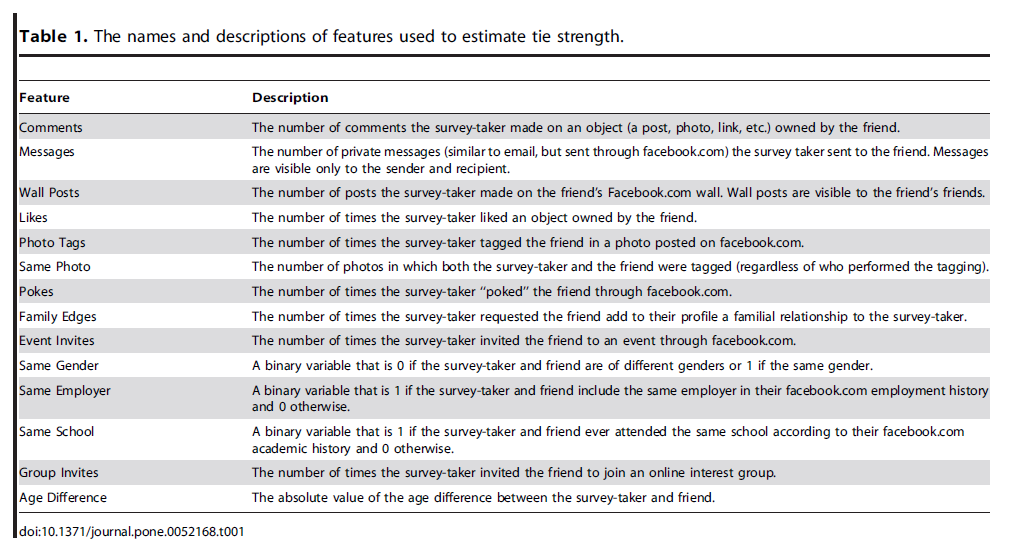 Table 1. The names and descriptions of features used to estimate tie strength.
Feature Description
Comments The number of comments the survey-taker made on an object (a post, photo, link, etc.) owned by the friend.
Messages The number of private messages (similar to email, but sent through facebook.com) the survey taker sent to the friend. Messages
are visible only to the sender and recipient.
Wall Posts The number of posts the survey-taker made on the friend's Facebook.com wall. Wall posts are visible to the friend's friends.
Likes The number of times the survey-taker liked an object owned by the friend.
Photo Tags The number of times the survey-taker tagged the friend in a photo posted on facebook.com.
Same Photo The number of photos in which both the survey-taker and the friend were tagged (regardless of who performed the tagging).
Pokes The number of times the survey-taker “poked” the friend through facebook.com.
Family Edges The number of times the survey-taker requested the friend add to their profile a familial relationship to the survey-taker.
Event Invites The number of times the survey-taker invited the friend to an event through facebook.com.
Same Gender A binary variable that is 0 if the survey-taker and friend are of different genders or 1 if the same gender.
Same Employer A binary variable that is 1 if the survey-taker and friend include the same employer in their facebook.com employment history
and 0 otherwise.
Same School A binary variable that is 1 if the survey-taker and friend ever attended the same school according to their facebook.com
academic history and 0 otherwise.
Group Invites The number of times the survey-taker invited the friend to join an online interest group.
Age Difference The absolute value of the age difference between the survey-taker and friend.
doi:10.1371/journal.pone.0052168.t001